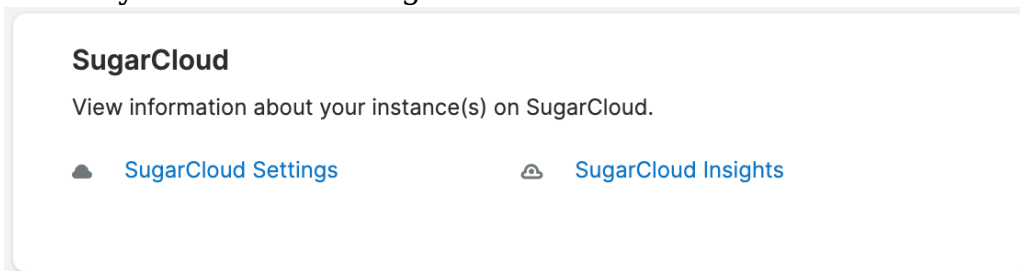 SugarCloud
View information about your instance(s) on SugarCloud.
SugarCloud Settings
SugarCloud Insights